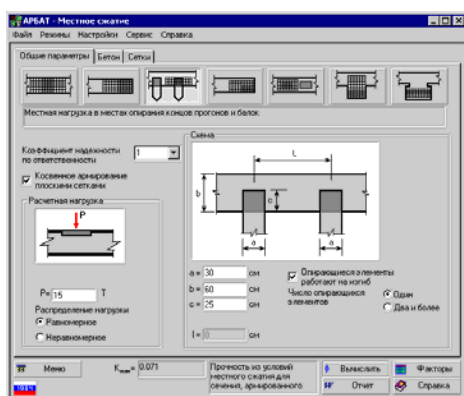 АРБАТ - Местное сжатие
Файл Режимы Настройки Сервис Справка
Общие параметры Бетон Сетки
Местная нагрузка в местах опирания концов прогонов и балок
Коэффициент надежности
по ответственности
1
Косвенное армирование
плоскими сетками
Расчетная нагрузка
P
P= 15 Т
Распределение нагрузки
Равномерное
Неравномерное
Схема
L
b
c
a a
a = 30 см
b = 60 см
c = 25 см
l = 0 см
Опирающиеся элементы
работают на изгиб
Число опирающихся
элементов
Один
Два и более
Меню
Kmax= 0.071
Прочность из условий
местного сжатия для
сечения, армированного
Вычислить
Факторы
Отчет
Справка